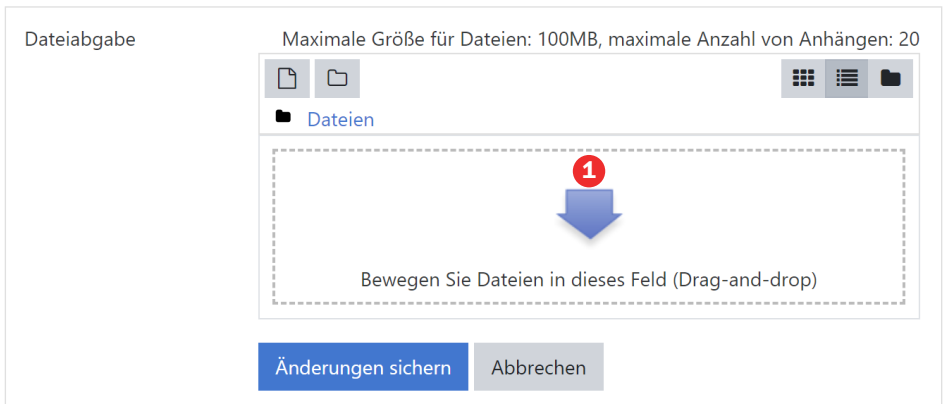 Dateiabgabe
Maximale Größe für Dateien: 100MB, maximale Anzahl von Anhängen: 20
Dateien
1
Bewegen Sie Dateien in dieses Feld (Drag-and-drop)
Änderungen sichern
Abbrechen